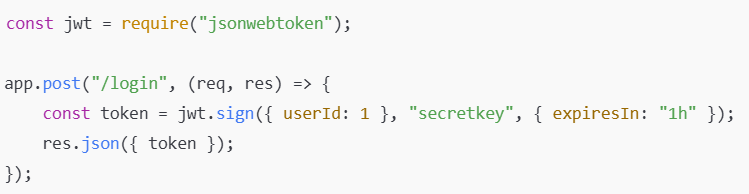 const jwt = require("jsonwebtoken");
app.post("/login", (req, res) => {
    const token = jwt.sign({ userId: 1 }, "secretkey", { expiresIn: "1h" });
    res.json({ token });
});